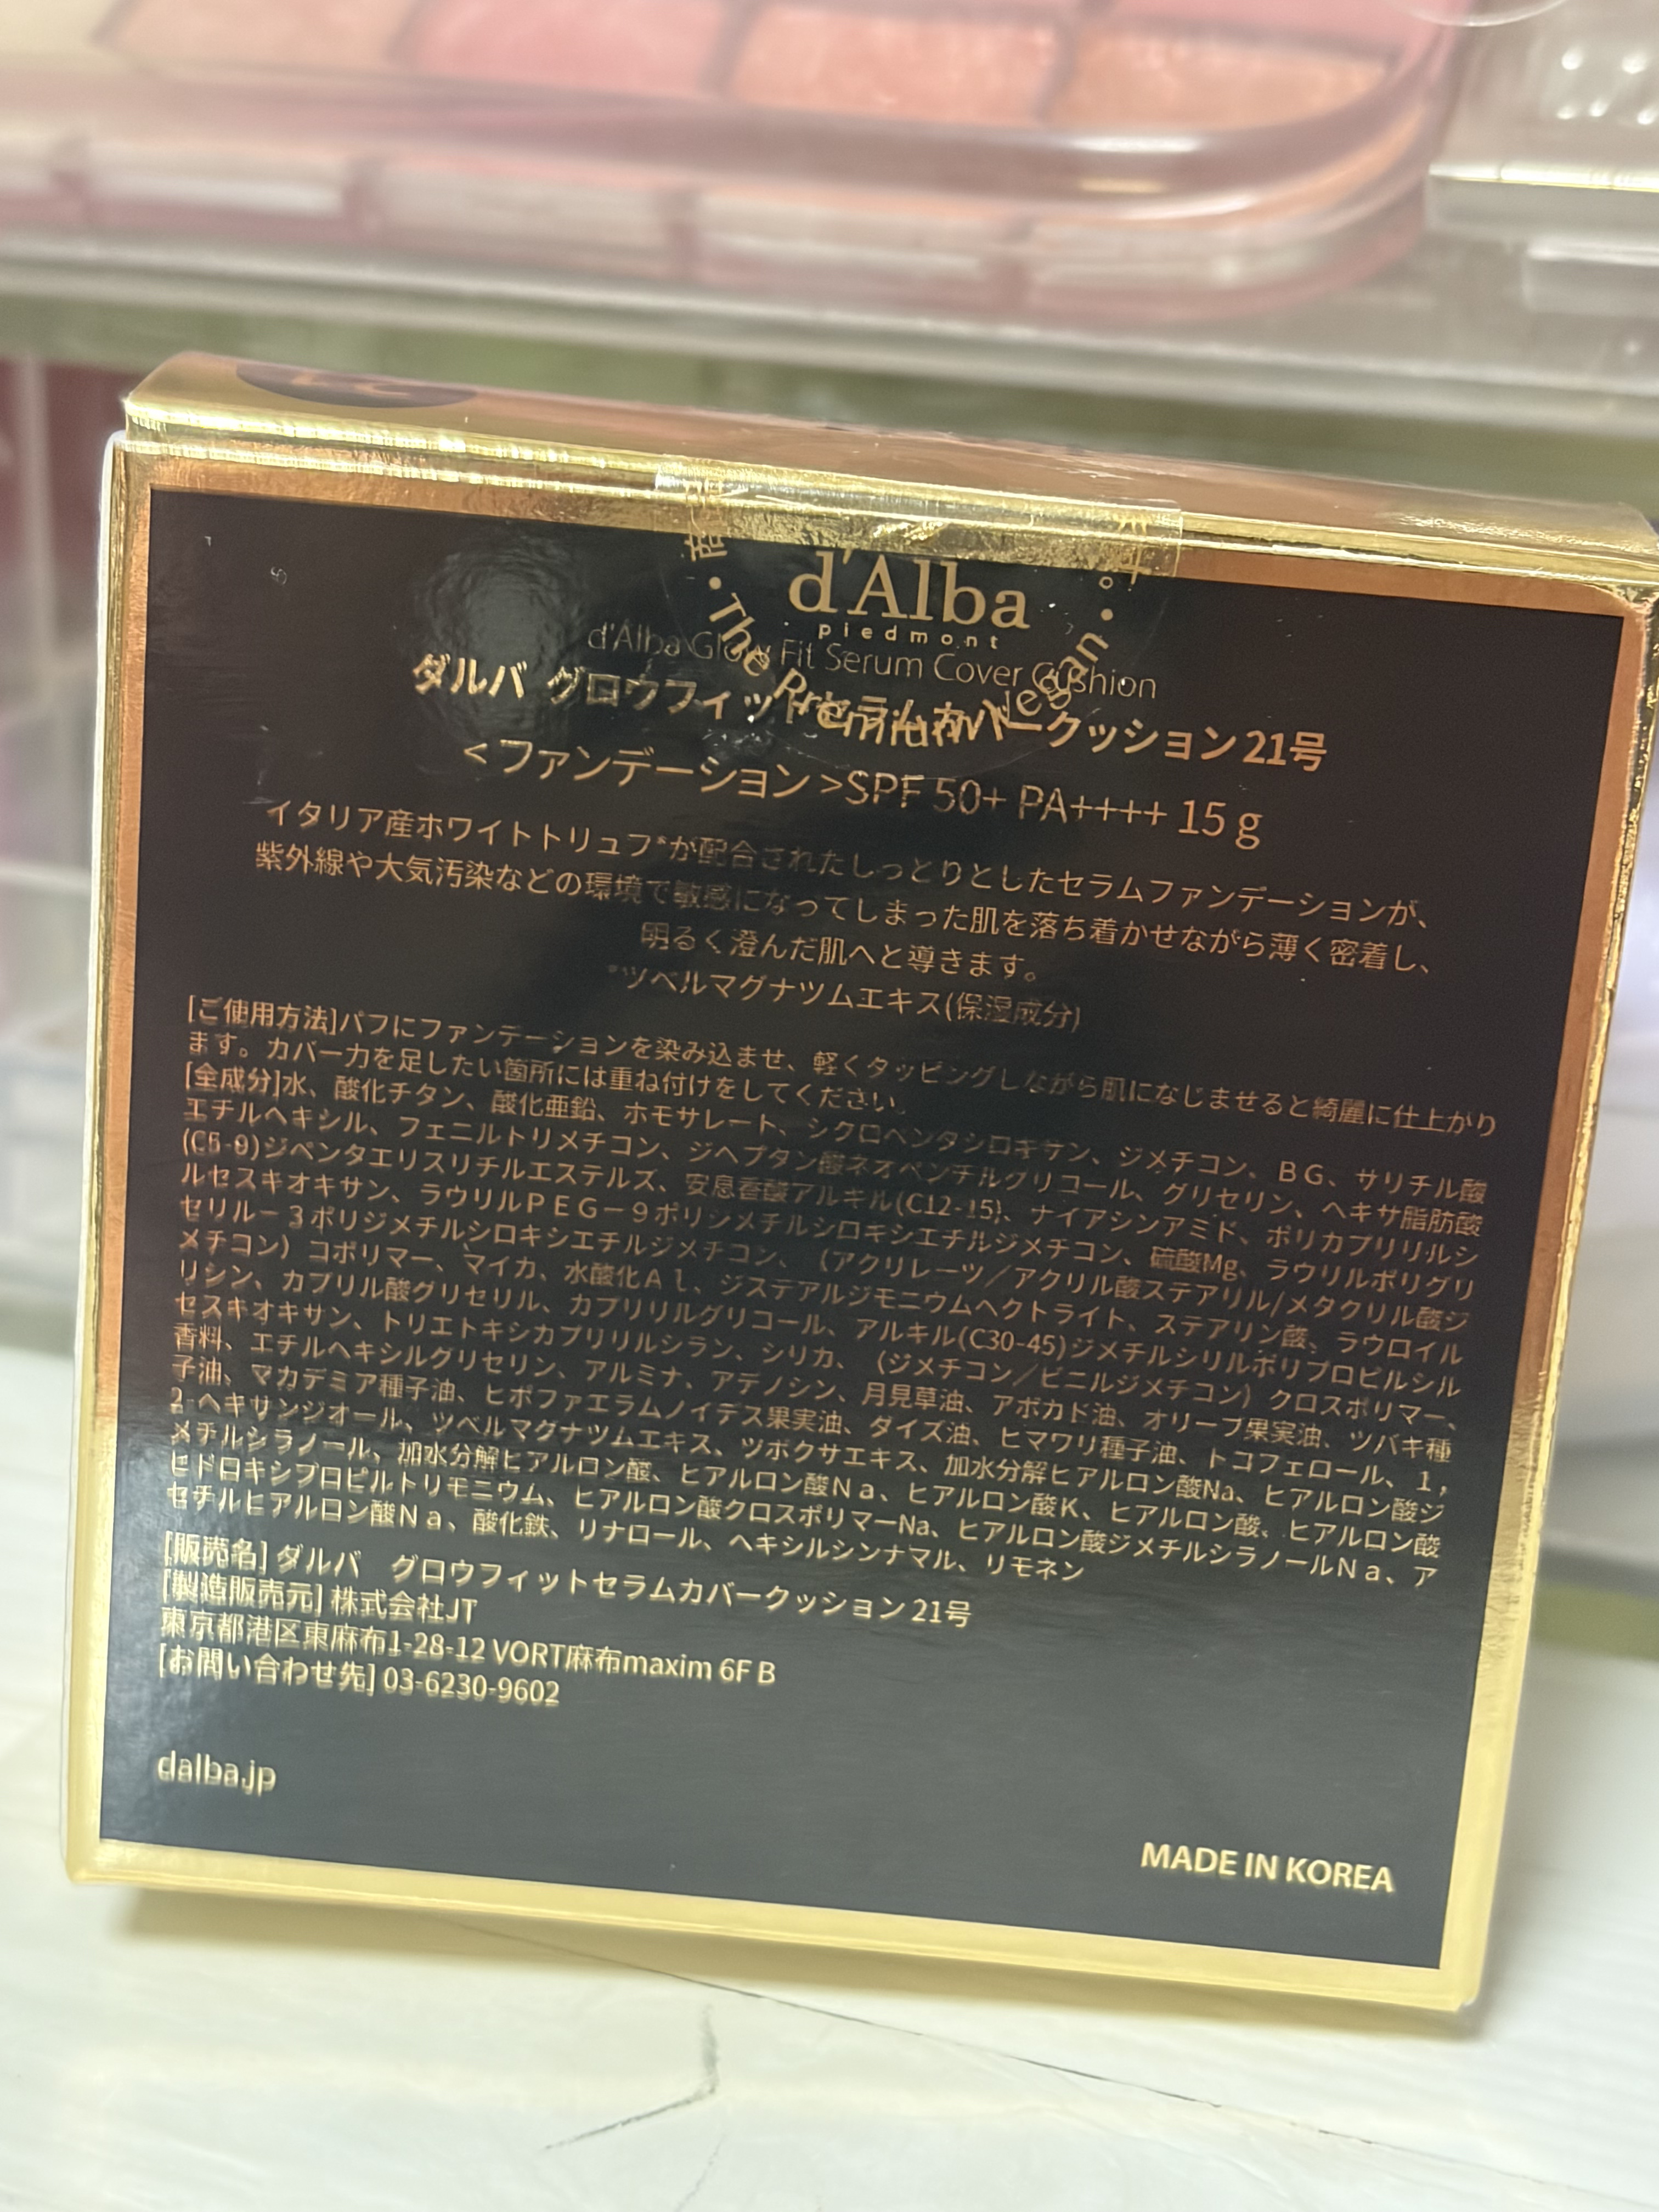 d'Alba
piedmont
The Premium Vegan
d'Alba Glow Fit Serum Cover Cushion
ダルバ グロウフィットセラムカバークッション 21号
<ファンデーション>SPF 50+ PA++++ 15 g
イタリア産ホワイトトリュフ*が配合されたしっとりとしたセラムファンデーションが、
紫外線や大気汚染などの環境で敏感になってしまった肌を落ち着かせながら薄く密着し、
明るく澄んだ肌へと導きます。
*ツベルマグナツムエキス(保湿成分)
[ご使用方法]パフにファンデーションを染み込ませ、軽くタッピングしながら肌になじませると綺麗に仕上がり
ます。カバー力を足したい箇所には重ね付けをしてください。
[全成分]水、酸化チタン、酸化亜鉛、ホモサレート、シクロペンタシロキサン、ジメチコン、ＢＧ、サリチル酸
エチルヘキシル、フェニルトリメチコン、ジヘプタン酸ネオペンチルグリコール、グリセリン、ヘキサ脂肪酸
(C5-9)ジペンタエリスリチルエステルズ、安息香酸アルキル(C12-15)、ナイアシンアミド、ポリカプリリルシ
ルセスキオキサン、ラウリルＰＥＧ－９ポリジメチルシロキシエチルジメチコン、硫酸Mg、ラウリルポリグリ
セリル－３ポリジメチルシロキシエチルジメチコン、（アクリレーツ／アクリル酸ステアリル/メタクリル酸ジ
メチコン）コポリマー、マイカ、水酸化Ａｌ、ジステアルジモニウムヘクトライト、ステアリン酸、ラウロイル
リシン、カプリル酸グリセリル、カプリリルグリコール、アルキル(C30-45)ジメチルシリルポリプロピルシル
セスキオキサン、トリエトキシカプリリルシラン、シリカ、（ジメチコン／ビニルジメチコン）クロスポリマー、
香料、エチルヘキシルグリセリン、アルミナ、アデノシン、月見草油、アボカド油、オリーブ果実油、ツバキ種
子油、マカデミア種子油、ヒポファエラムノイデス果実油、ダイズ油、ヒマワリ種子油、トコフェロール、１，
２-ヘキサンジオール、ツベルマグナツムエキス、ツボクサエキス、加水分解ヒアルロン酸Na、ヒアルロン酸ジ
メチルシラノール、加水分解ヒアルロン酸、ヒアルロン酸Ｎａ、ヒアルロン酸K、ヒアルロン酸、ヒアルロン酸
ヒドロキシプロピルトリモニウム、ヒアルロン酸クロスポリマーNa、ヒアルロン酸ジメチルシラノールＮａ、ア
セチルヒアルロン酸Ｎａ、酸化鉄、リナロール、ヘキシルシンナマル、リモネン
[販売名] ダルバ　グロウフィットセラムカバークッション 21号
[製造販売元] 株式会社JT
東京都港区東麻布1-28-12 VORT麻布maxim 6F B
[お問い合わせ先] 03-6230-9602
dalba.jp
MADE IN KOREA